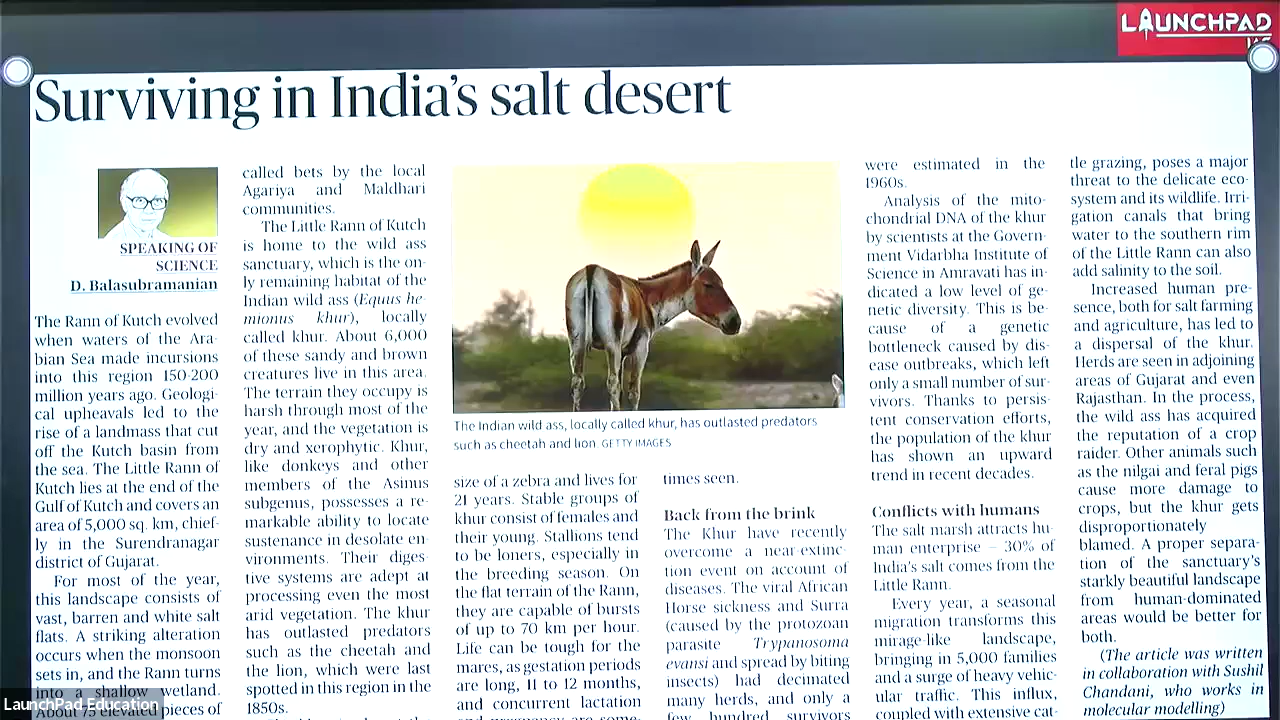 LAUNCHPAD
IAS
Surviving in India's salt desert
SPEAKING OF
SCIENCE
D. Balasubramanian
The Rann of Kutch evolved
when waters of the Ara-
bian Sea made incursions
into this region 150-200
million years ago. Geologi-
cal upheavals led to the
rise of a landmass that cut
off the Kutch basin from
the sea. The Little Rann of
Kutch lies at the end of the
Gulf of Kutch and covers an
area of 5,000 sq. km, chief-
ly in the Surendranagar
district of Gujarat.
For most of the year,
this landscape consists of
vast, barren and white salt
flats. A striking alteration
occurs when the monsoon
sets in, and the Rann turns
into a shallow wetland.
About 75 elevated pieces of
called bets by the local
Agariya and Maldhari
communities.
The Little Rann of Kutch
is home to the wild ass
sanctuary, which is the on-
ly remaining habitat of the
Indian wild ass (Equus he-
mionus khur), locally
called khur. About 6,000
of these sandy and brown
creatures live in this area.
The terrain they occupy is
harsh through most of the
year, and the vegetation is
dry and xerophytic. Khur,
like donkeys and other
members of the Asinus
subgenus, possesses a re-
markable ability to locate
sustenance in desolate en-
vironments. Their diges-
tive systems are adept at
processing even the most
arid vegetation. The khur
has outlasted predators
such as the cheetah and
the lion, which were last
spotted in this region in the
1850s.
The Indian wild ass, locally called khur, has outlasted predators
such as cheetah and lion. GETTY IMAGES
size of a zebra and lives for
21 years. Stable groups of
khur consist of females and
their young. Stallions tend
to be loners, especially in
the breeding season. On
the flat terrain of the Rann,
they are capable of bursts
of up to 70 km per hour.
Life can be tough for the
mares, as gestation periods
are long, 11 to 12 months,
and concurrent lactation
and pregnancy are some-
times seen.
Back from the brink
The Khur have recently
overcome a near-extinc-
tion event on account of
diseases. The viral African
Horse sickness and Surra
(caused by the protozoan
parasite Trypanosoma
evansi and spread by biting
insects) had decimated
many herds, and only a
few hundred survivors
were estimated in the
1960s.
Analysis of the mito-
chondrial DNA of the khur
by scientists at the Govern-
ment Vidarbha Institute of
Science in Amravati has in-
dicated a low level of ge-
netic diversity. This is be-
cause of a genetic
bottleneck caused by dis-
ease outbreaks, which left
only a small number of sur-
vivors. Thanks to persis-
tent conservation efforts,
the population of the khur
has shown an upward
trend in recent decades.
Conflicts with humans
The salt marsh attracts hu-
man enterprise – 30% of
India's salt comes from the
Little Rann.
Every year, a seasonal
migration transforms this
mirage-like landscape,
bringing in 5,000 families
and a surge of heavy vehic-
ular traffic. This influx,
coupled with extensive cat-
tle grazing, poses a major
threat to the delicate eco-
system and its wildlife. Irri-
gation canals that bring
water to the southern rim
of the Little Rann can also
add salinity to the soil.
Increased human pre-
sence, both for salt farming
and agriculture, has led to
a dispersal of the khur.
Herds are seen in adjoining
areas of Gujarat and even
Rajasthan. In the process,
the wild ass has acquired
the reputation of a crop
raider. Other animals such
as the nilgai and feral pigs
cause more damage to
crops, but the khur gets
disproportionately
blamed. A proper separa-
tion of the sanctuary's
starkly beautiful landscape
from human-dominated
areas would be better for
both.
(The article was written
in collaboration with Sushil
Chandani, who works in
molecular modelling)
LaunchPad Education